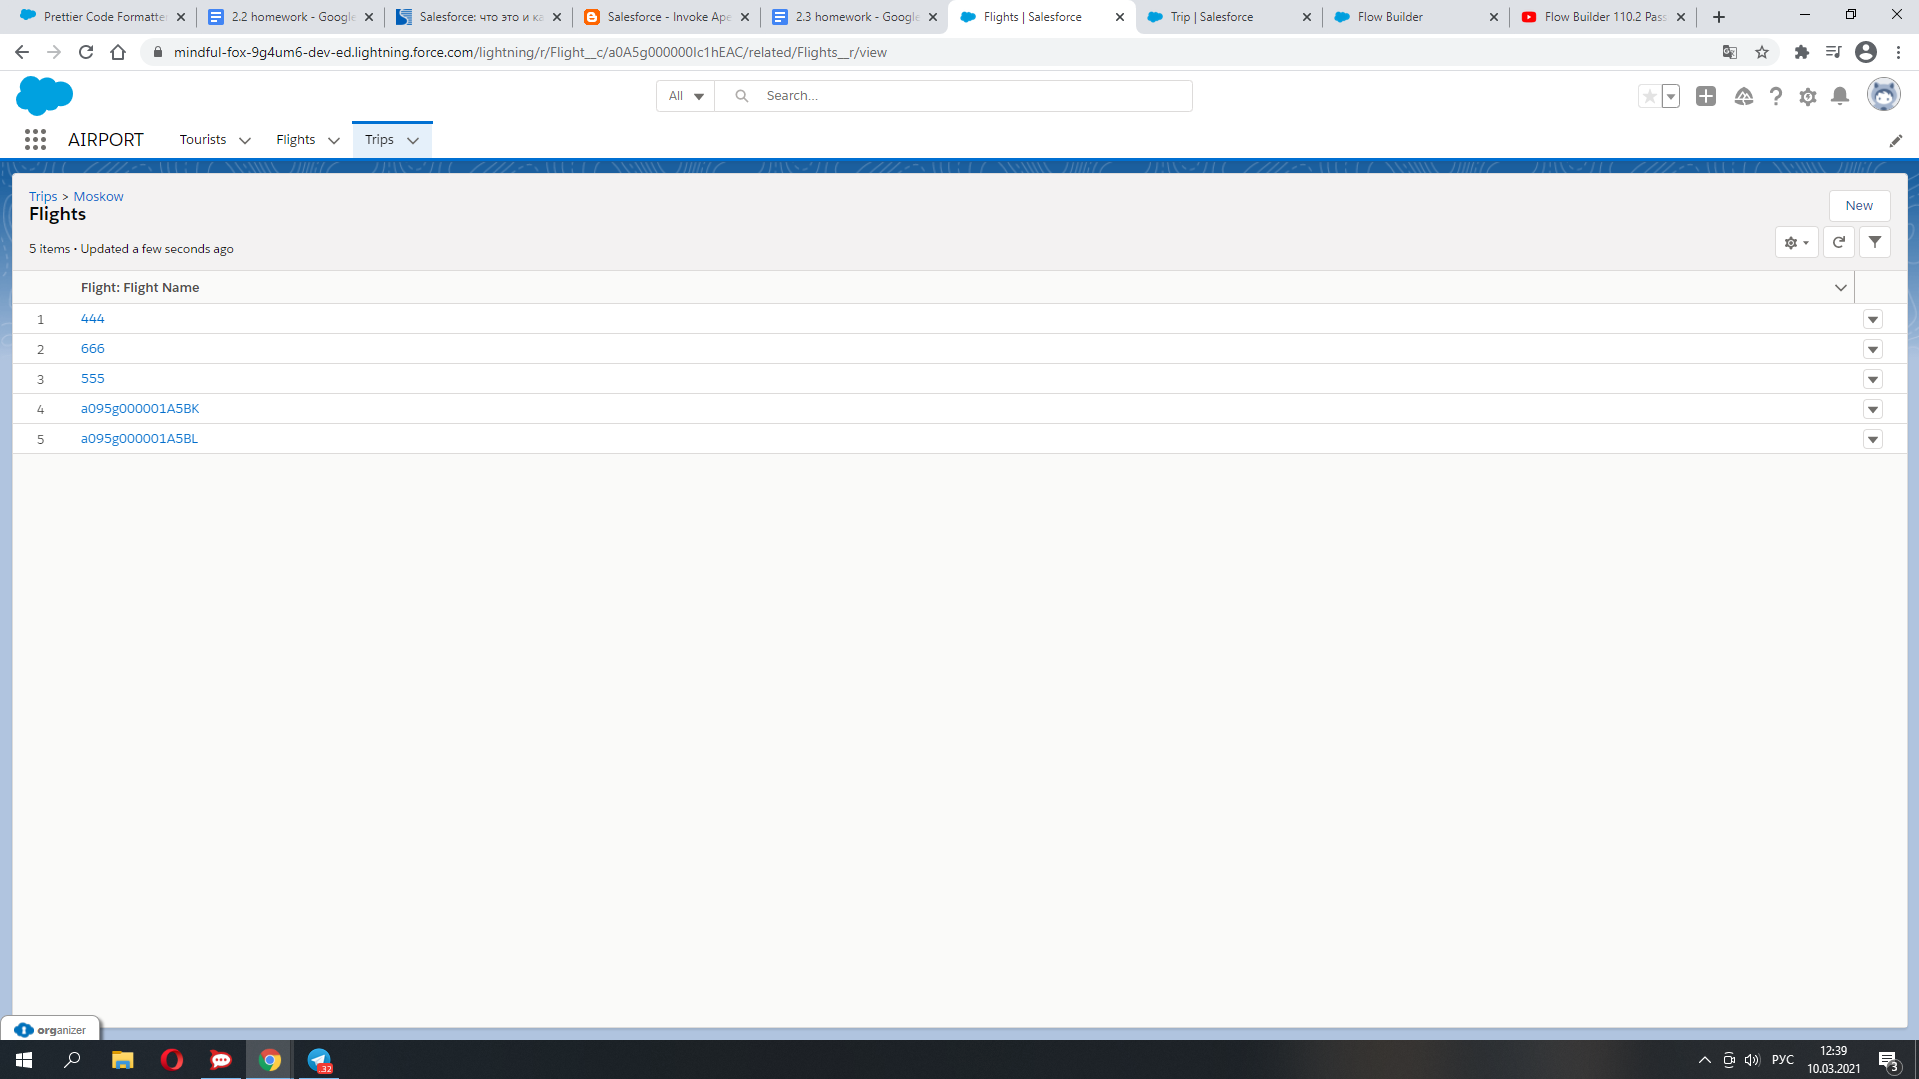 Prettier Code Formatte
2.2 homework - Google
Salesforce: что это и ка
Salesforce - Invoke Ape
2.3 homework - Google
Flights | Salesforce
Trip | Salesforce
Flow Builder
Flow Builder 110.2 Pass
mindful-fox-9g4um6-dev-ed.lightning.force.com/lightning/r/Flight__c/a0A5g000000Ic1hEAC/related/Flights__r/view
All
Search...
AIRPORT
Tourists
Flights
Trips
Trips > Moskow
Flights
New
5 items • Updated a few seconds ago
Flight: Flight Name
1 444
2 666
3 555
4 a095g000001A5BK
5 a095g000001A5BL
organizer
32
РУС
12:39
10.03.2021
3